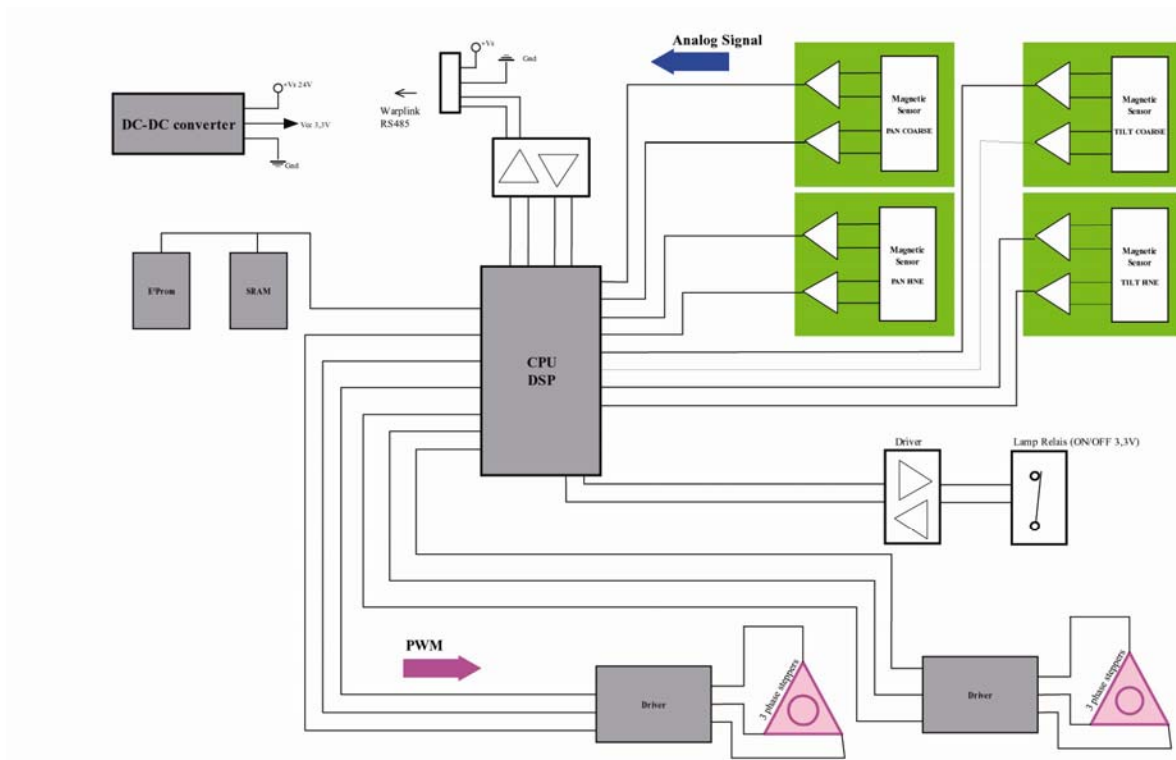 +Vs
Gnd
Analog Signal
+Vs 24V
DC-DC converter
Vcc 3,3V
Gnd
Warplink
RS485
Magnetic
Sensor
PAN COARSE
Magnetic
Sensor
TILT COARSE
Magnetic
Sensor
PAN FINE
Magnetic
Sensor
TILT FINE
E²Prom
SRAM
CPU
DSP
Driver
Lamp Relais (ON/OFF 3,3V)
PWM
Driver
3 phase steppers
Driver
3 phase steppers